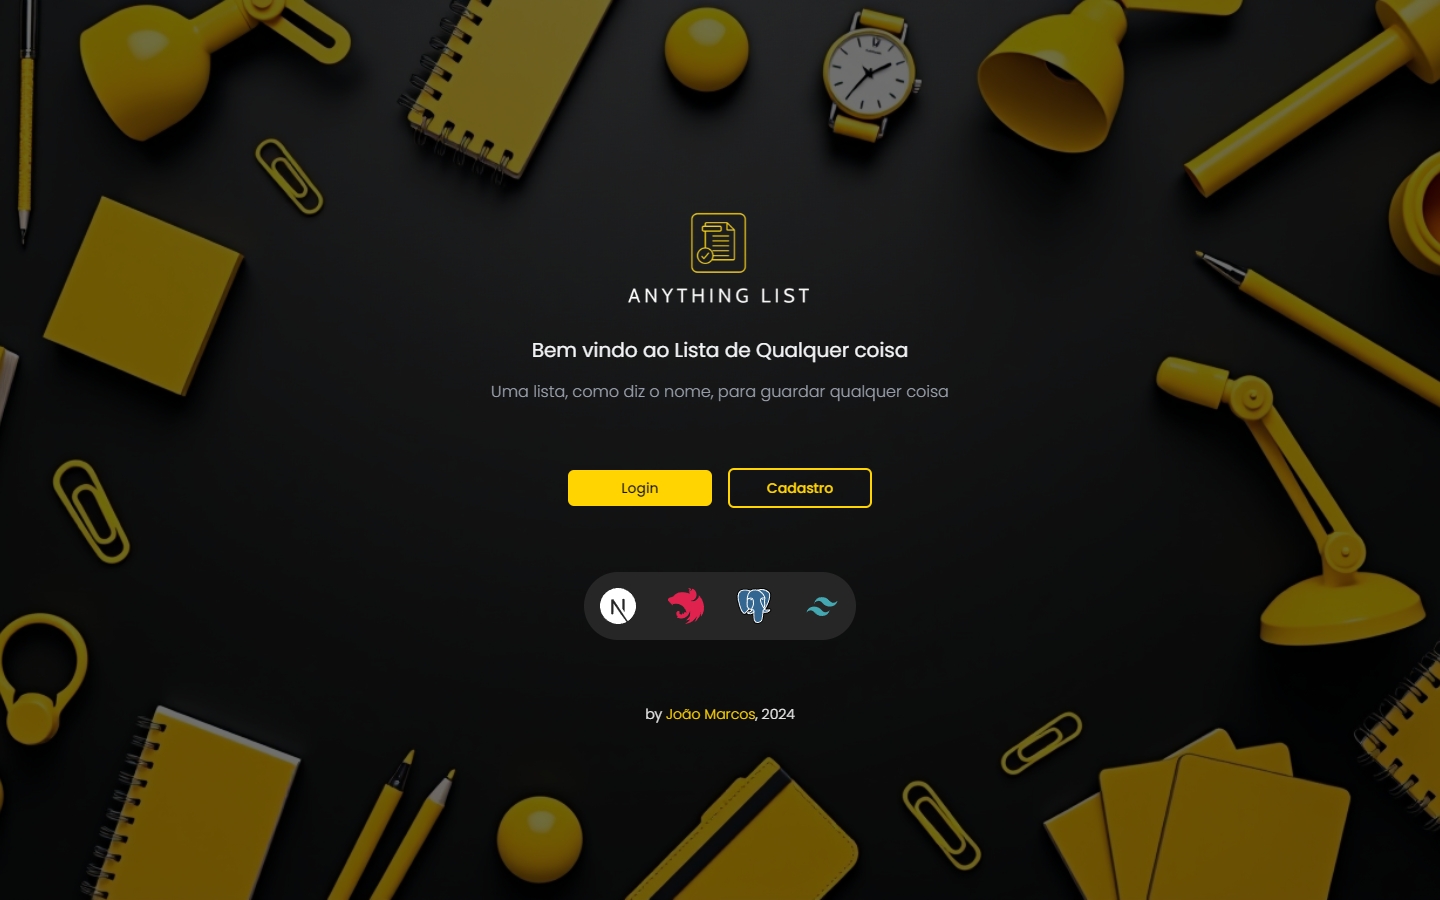 ANYTHING LIST
Bem vindo ao Lista de Qualquer coisa
Uma lista, como diz o nome, para guardar qualquer coisa
Login
Cadastro
N
by João Marcos, 2024